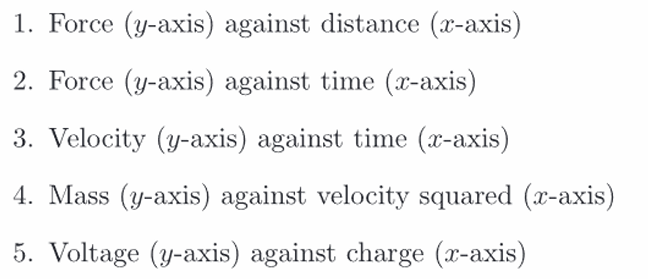 1. Force (y-axis) against distance (x-axis)
2. Force (y-axis) against time (x-axis)
3. Velocity (y-axis) against time (x-axis)
4. Mass (y-axis) against velocity squared (x-axis)
5. Voltage (y-axis) against charge (x-axis)